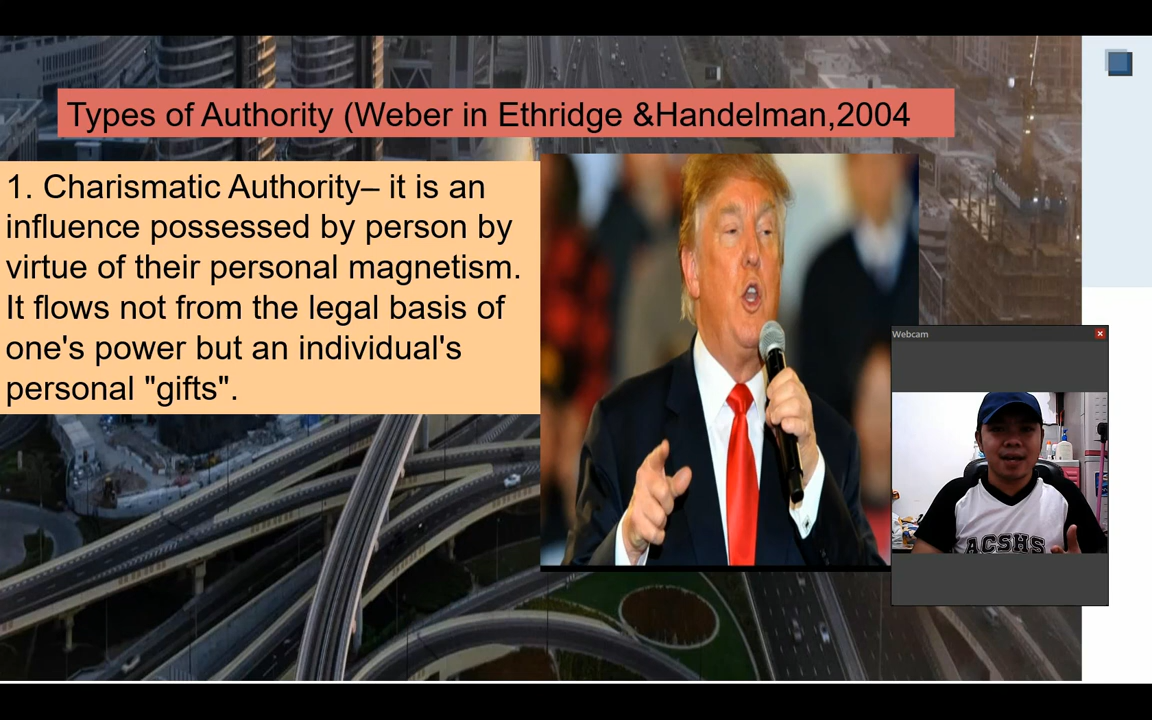 Types of Authority (Weber in Ethridge &Handelman,2004
1. Charismatic Authority– it is an
influence possessed by person by
virtue of their personal magnetism.
It flows not from the legal basis of
one's power but an individual's
personal "gifts".
Webcam
ACSHS